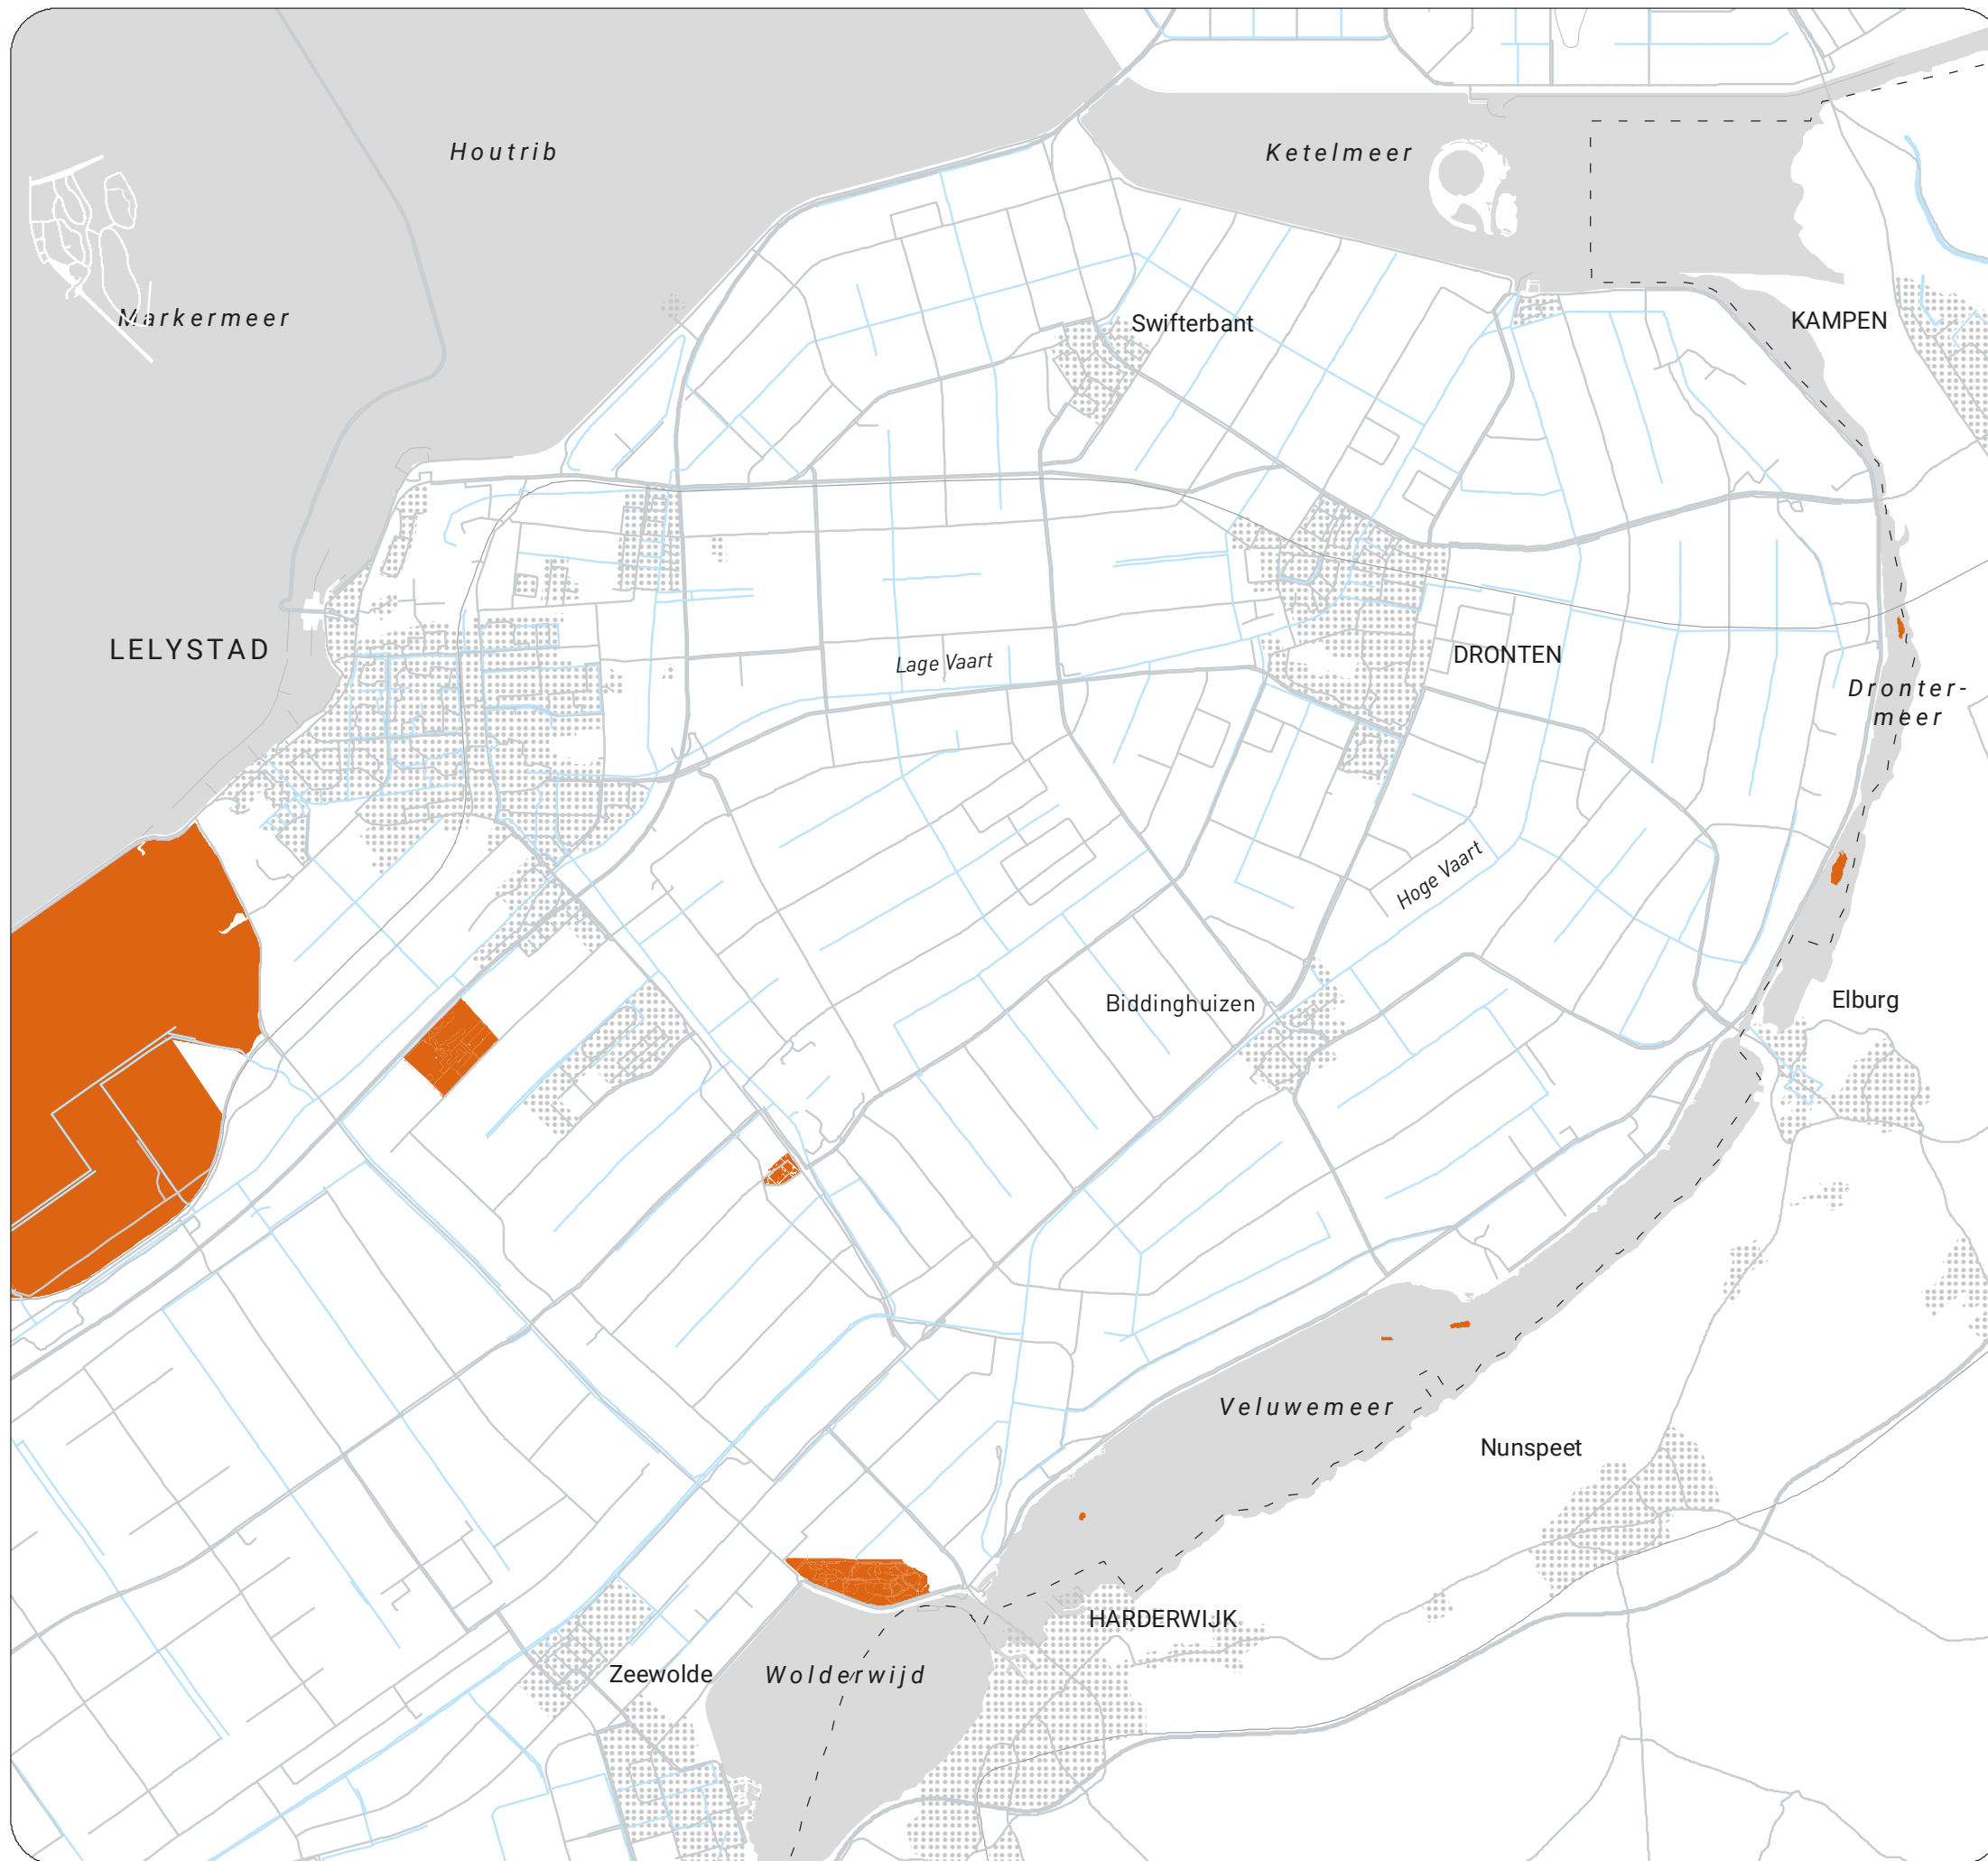 Houtrib
Ketelmeer
Markermeer
Swifterbant
KAMPEN
LELYSTAD
Lage Vaart
DRONTEN
Dronter-
meer
Hoge Vaart
Biddinghuizen
Elburg
Veluwemeer
Nunspeet
HARDERWIJK
Zeewolde
Wolderwijd